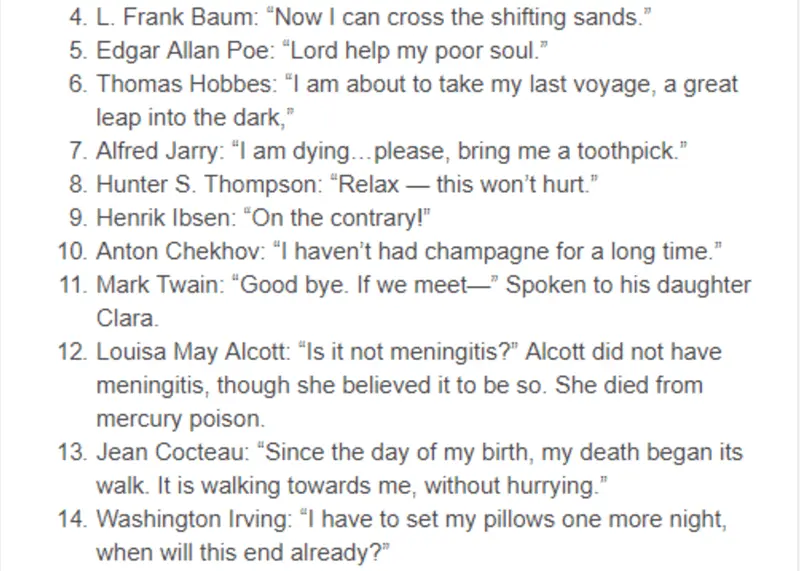 4. L. Frank Baum: “Now I can cross the shifting sands.”
5. Edgar Allan Poe: “Lord help my poor soul.”
6. Thomas Hobbes: “I am about to take my last voyage, a great
leap into the dark,”
7. Alfred Jarry: “I am dying…please, bring me a toothpick.”
8. Hunter S. Thompson: “Relax — this won’t hurt.”
9. Henrik Ibsen: “On the contrary!”
10. Anton Chekhov: “I haven’t had champagne for a long time.”
11. Mark Twain: “Good bye. If we meet—” Spoken to his daughter
Clara.
12. Louisa May Alcott: “Is it not meningitis?” Alcott did not have
meningitis, though she believed it to be so. She died from
mercury poison.
13. Jean Cocteau: “Since the day of my birth, my death began its
walk. It is walking towards me, without hurrying.”
14. Washington Irving: “I have to set my pillows one more night,
when will this end already?”